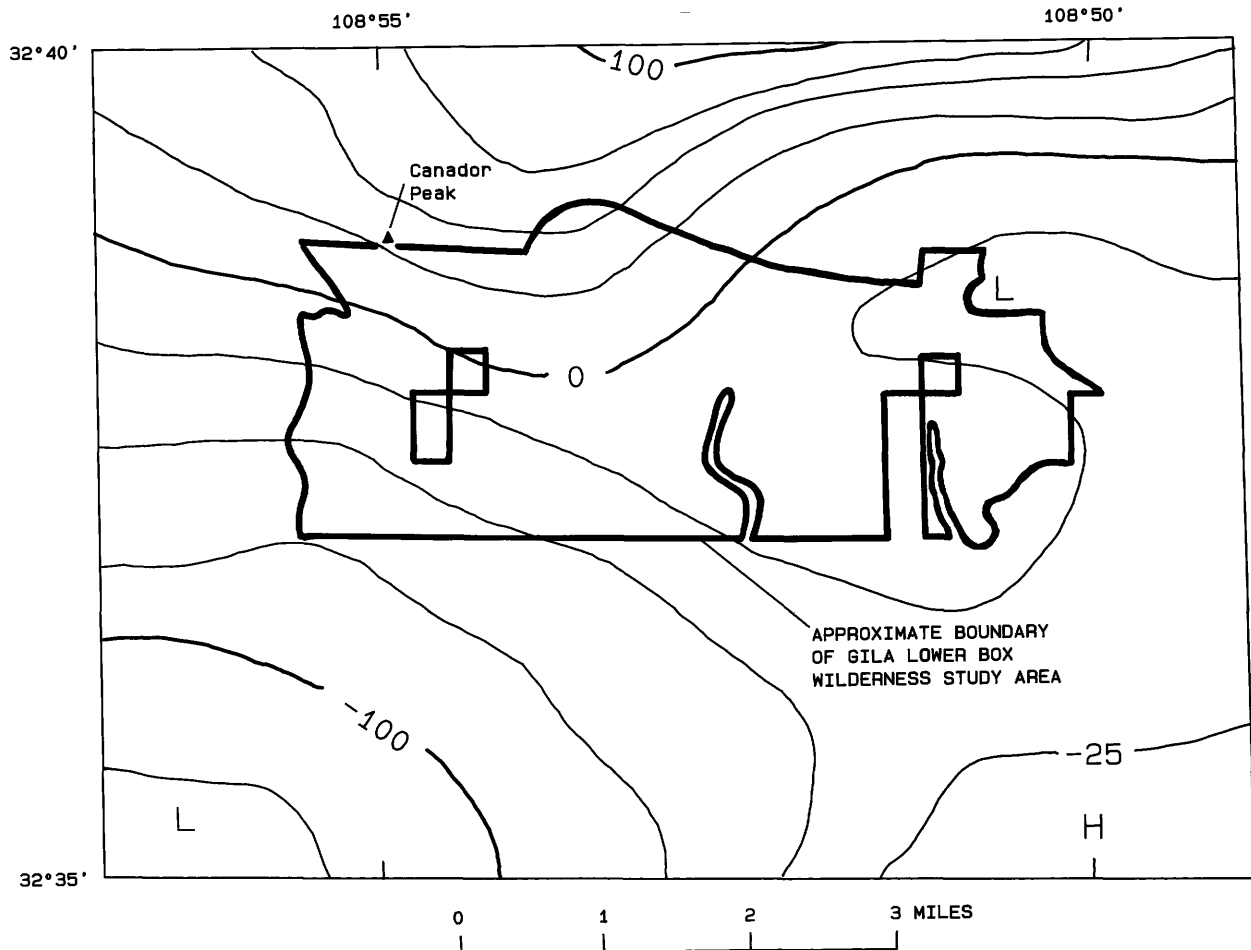 108°55' 108°50'
32°40'
100
Canador
Peak
L
0
APPROXIMATE BOUNDARY
OF GILA LOWER BOX
WILDERNESS STUDY AREA
-100
-25
L H
32°35'
0 1 2 3 MILES